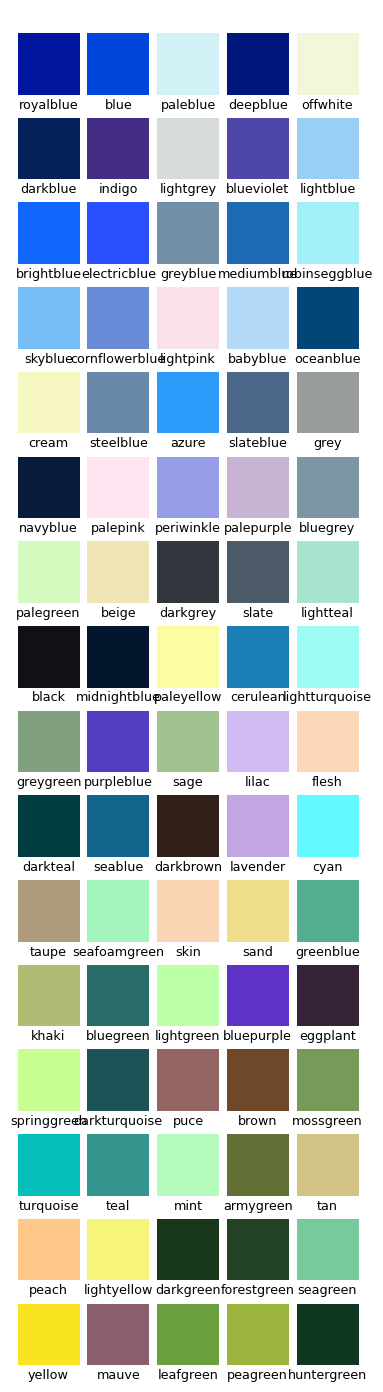 royalblue blue paleblue deepblue offwhite
darkblue indigo lightgrey blueviolet lightblue
brightblue electricblue greyblue mediumblue robinseggblue
skyblue cornflowerblue lightpink babyblue oceanblue
cream steelblue azure slateblue grey
navyblue palepink periwinkle palepurple bluegrey
palegreen beige darkgrey slate lightteal
black midnightblue paleyellow cerulean lightturquoise
greygreen purpleblue sage lilac flesh
darkteal seablue darkbrown lavender cyan
taupe seafoamgreen skin sand greenblue
khaki bluegreen lightgreen bluepurple eggplant
springgreen darkturquoise puce brown mossgreen
turquoise teal mint armygreen tan
peach lightyellow darkgreen forestgreen seagreen
yellow mauve leafgreen peagreen huntergreen